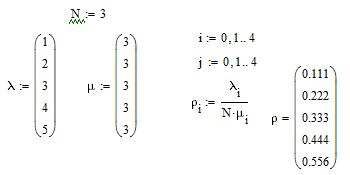 N := 3
i := 0, 1.. 4
j := 0, 1.. 4
λ := (1 2 3 4 5)
μ := (3 3 3 3 3)
ρ_i := λ_i / (N·μ_i)
ρ = (0.111 0.222 0.333 0.444 0.556)